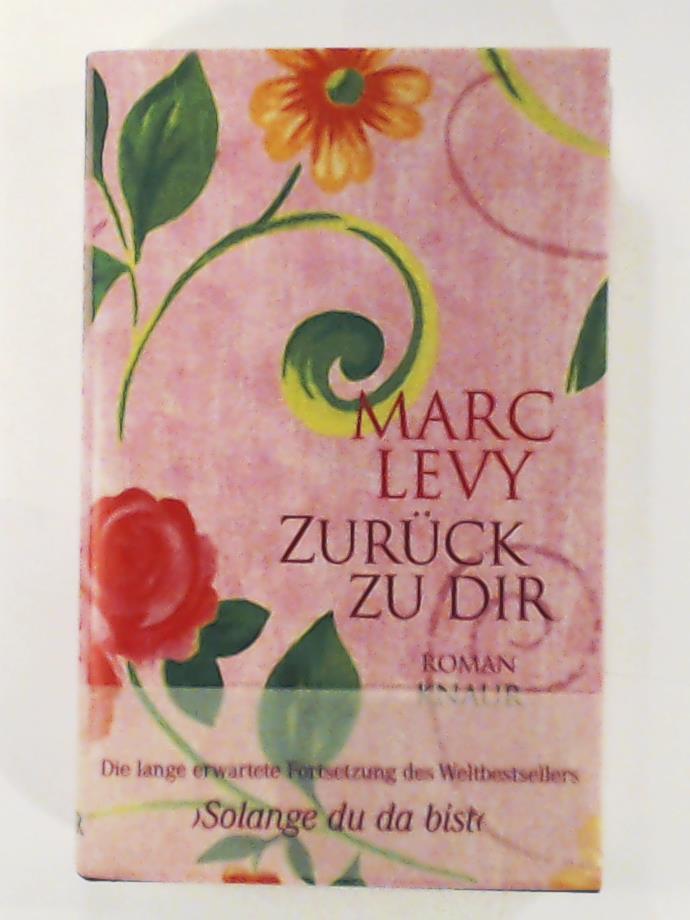 MARC
LEVY
ZURÜCK
ZU DIR
ROMAN
KNAUR
Die lange erwartete Fortsetzung des Weltbestsellers
›Solange du da bist‹